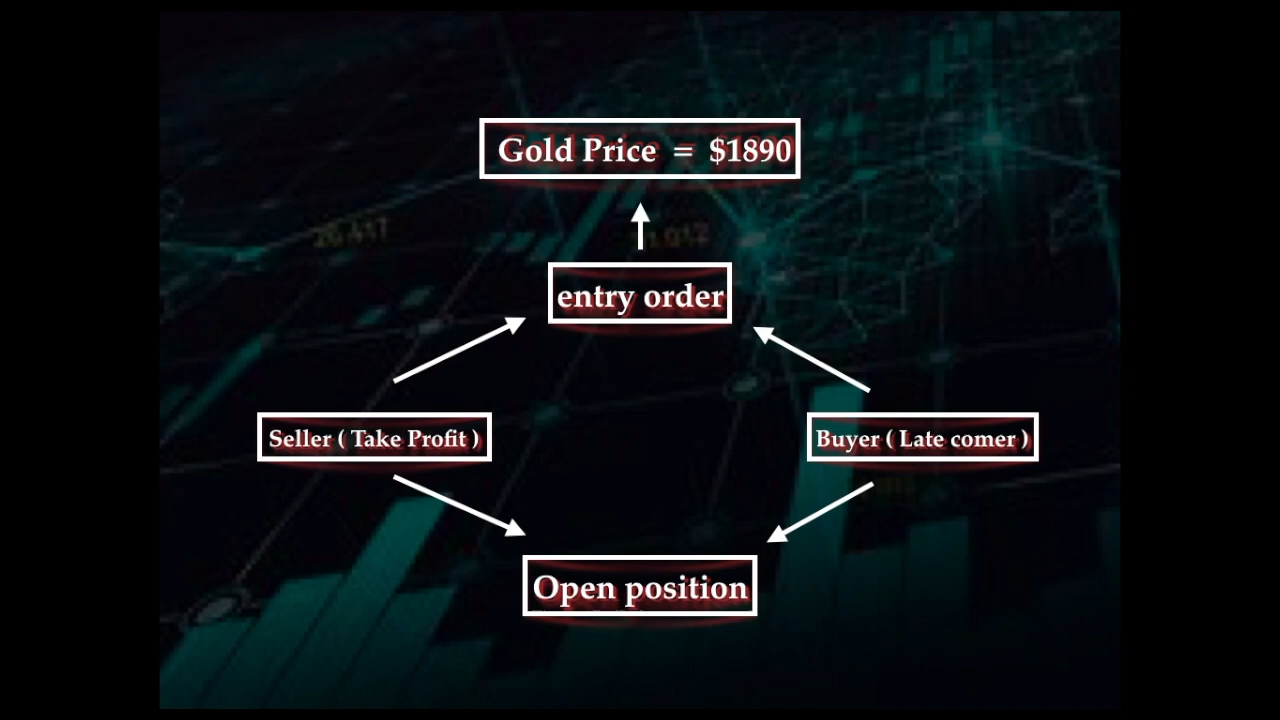 Gold Price = $1890
entry order
Seller ( Take Profit )
Buyer ( Late comer )
Open position